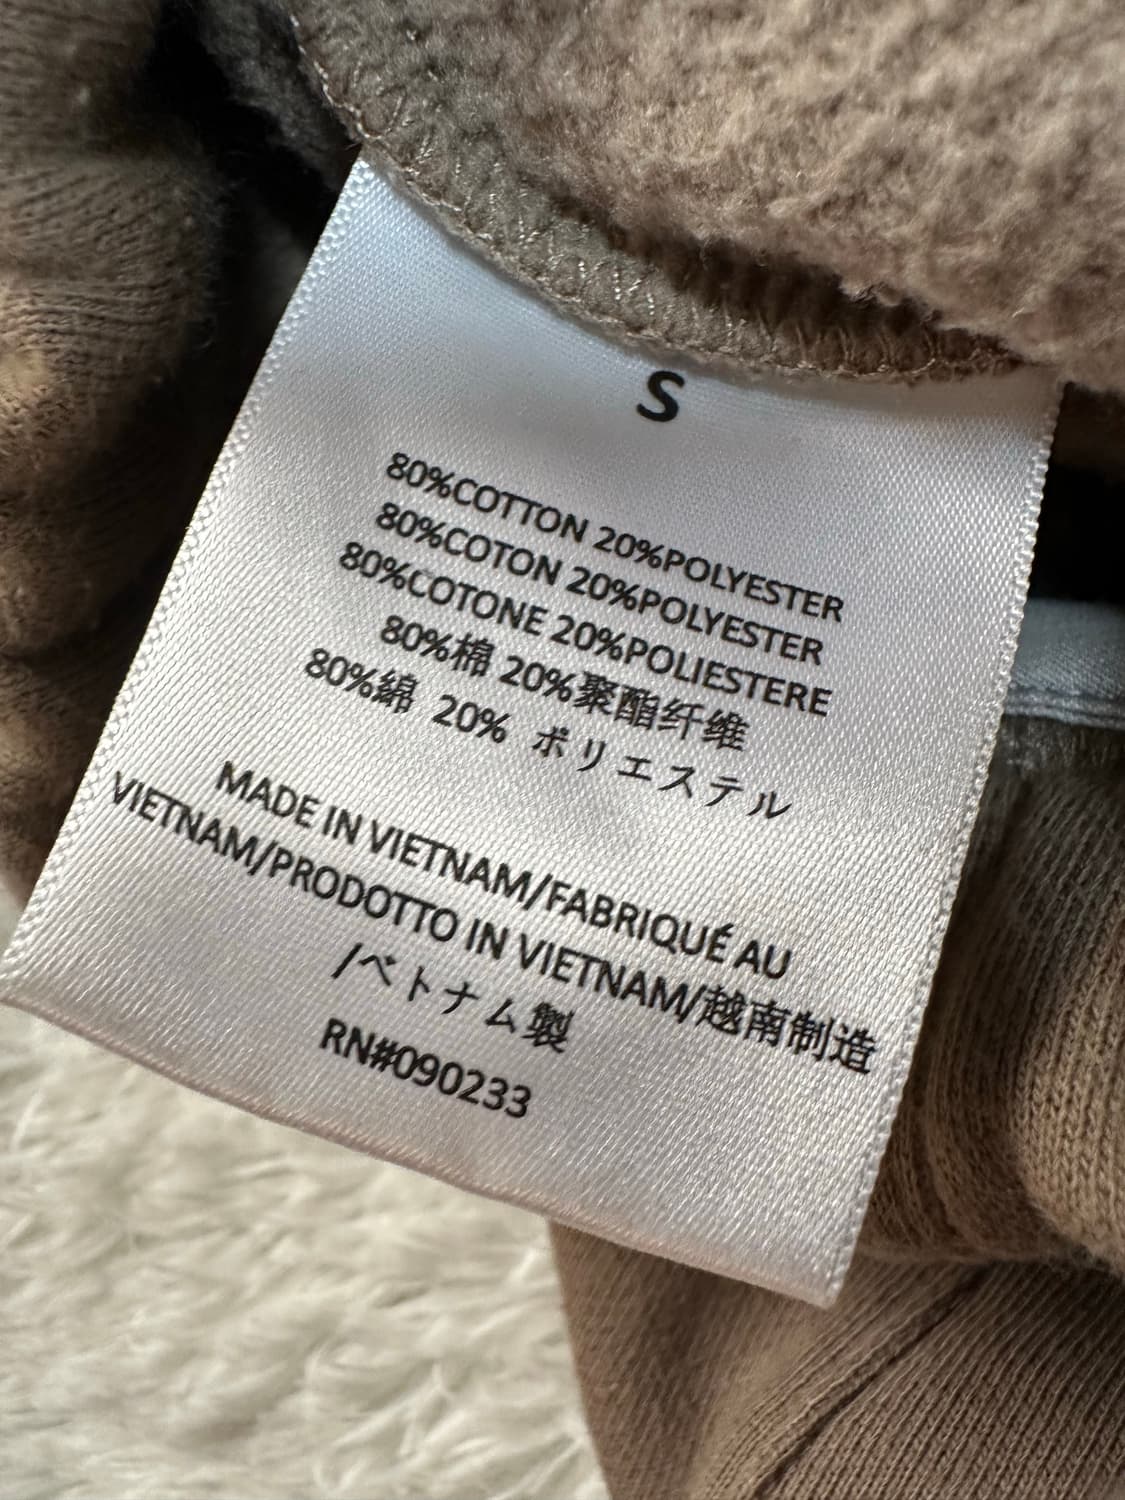 S
80%COTTON 20%POLYESTER
80%COTON 20%POLYESTER
80%COTONE 20%POLIESTERE
80%棉 20%聚酯纤维
80%綿 20% ポリエステル
MADE IN VIETNAM/FABRIQUÉ AU
VIETNAM/PRODOTTO IN VIETNAM/越南制造
/ベトナム製
RN#090233